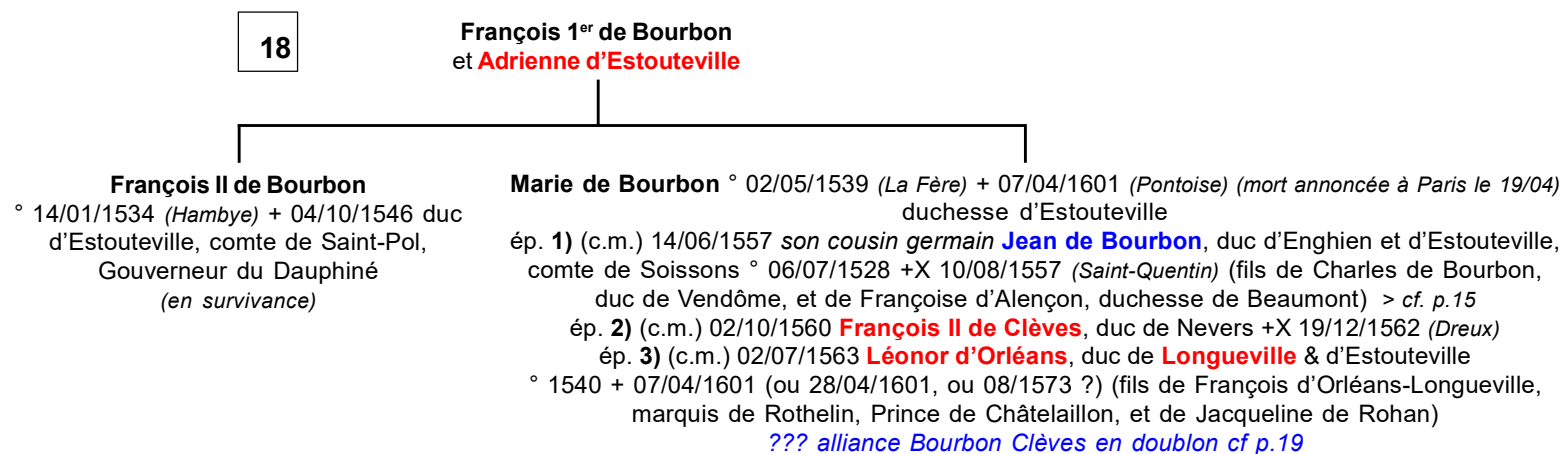 18
François 1er de Bourbon
et Adrienne d’Estouteville
François II de Bourbon
° 14/01/1534 (Hambye) + 04/10/1546 duc
d’Estouteville, comte de Saint-Pol,
Gouverneur du Dauphiné
(en survivance)
Marie de Bourbon ° 02/05/1539 (La Fère) + 07/04/1601 (Pontoise) (mort annoncée à Paris le 19/04)
duchesse d’Estouteville
ép. 1) (c.m.) 14/06/1557 son cousin germain Jean de Bourbon, duc d’Enghien et d’Estouteville,
comte de Soissons ° 06/07/1528 +X 10/08/1557 (Saint-Quentin) (fils de Charles de Bourbon,
duc de Vendôme, et de Françoise d’Alençon, duchesse de Beaumont) > cf. p.15
ép. 2) (c.m.) 02/10/1560 François II de Clèves, duc de Nevers +X 19/12/1562 (Dreux)
ép. 3) (c.m.) 02/07/1563 Léonor d’Orléans, duc de Longueville & d’Estouteville
° 1540 + 07/04/1601 (ou 28/04/1601, ou 08/1573 ?) (fils de François d’Orléans-Longueville,
marquis de Rothelin, Prince de Châtelaillon, et de Jacqueline de Rohan)
??? alliance Bourbon Clèves en doublon cf p.19